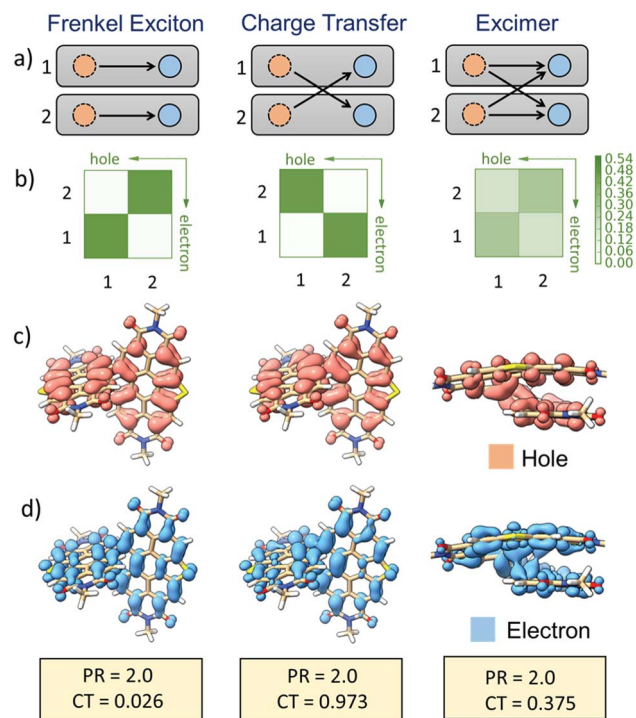 Frenkel Exciton Charge Transfer Excimer
a) 1 1 1
2 2 2
b) hole hole hole
2 2 2
1 1 1
electron electron electron
1 2 1 2 1 2
0.54
0.48
0.42
0.36
0.30
0.24
0.18
0.12
0.06
0.00
c)
Hole
d)
Electron
PR = 2.0 PR = 2.0 PR = 2.0
CT = 0.026 CT = 0.973 CT = 0.375